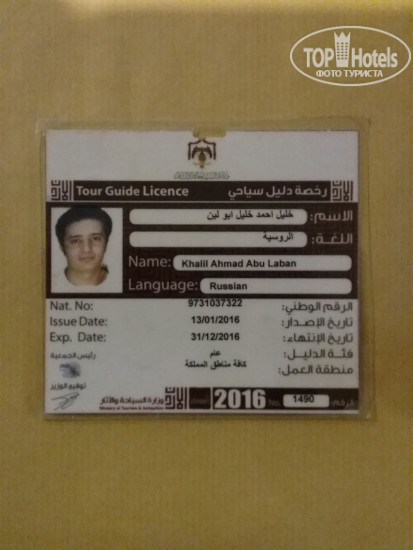 TOP Hotels
ФОТО ТУРИСТА
Tour Guide Licence رخصة دليل سياحي
الاسم: خليل احمد خليل ابو لبن
اللغة: الروسية
Name: Khalil Ahmad Abu Laban
Language: Russian
Nat. No: 9731037322 الرقم الوطني:
Issue Date: 13/01/2016 تاريخ الإصدار:
Exp. Date: 31/12/2016 تاريخ الإنتهاء:
رئيس الجمعية عام فئة الدليل:
كافة مناطق المملكة منطقة العمل:
توقيع الوزير
وزارة السياحة والآثار
Ministry of Tourism & Antiquities
2016 No. 1490 الرقم: